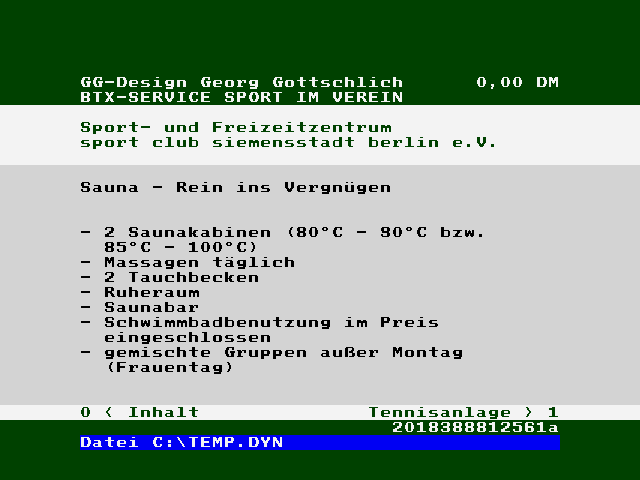 GG-Design Georg Gottschlich 0,00 DM
BTX-SERVICE SPORT IM VEREIN
Sport- und Freizeitzentrum
sport club siemensstadt berlin e.V.
Sauna - Rein ins Vergnügen
- 2 Saunakabinen (80°C - 90°C bzw.
85°C - 100°C)
- Massagen täglich
- 2 Tauchbecken
- Ruheraum
- Saunabar
- Schwimmbadbenutzung im Preis
eingeschlossen
- gemischte Gruppen außer Montag
(Frauentag)
0 < Inhalt Tennisanlage > 1
2018388812561a
Datei C:\TEMP.DYN